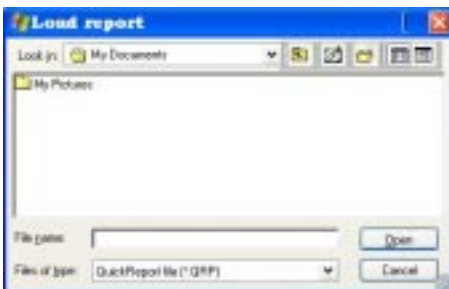 Load report
Look in: My Documents
My Pictures
File name:
Open
Files of type: QuickReport file (*.QRP)
Cancel